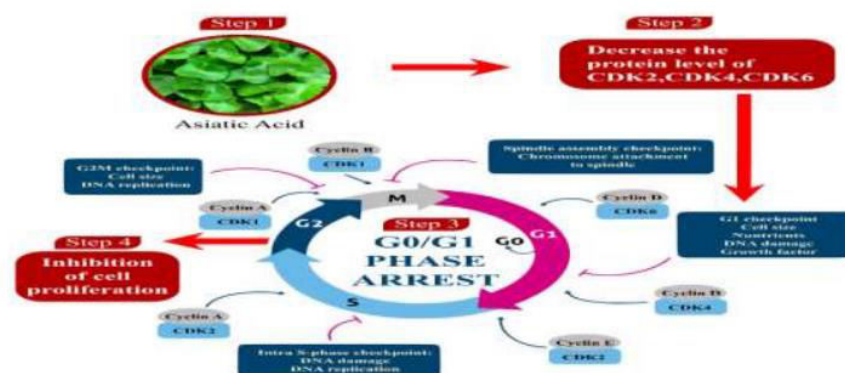 Step 1
Asiatic Acid
Step 2
Decrease the
protein level of
CDK2,CDK4,CDK6
Cyclin B
CDK1
Spindle assembly checkpoint:
Chromosome attachment
to spindle
G2M checkpoint:
Cell size
DNA replication
Cyclin A
CDK1
M
Cyclin D
CDK6
G2
Step 3
G0/G1
PHASE
ARREST
G0
G1
G1 checkpoint
Cell size
Nuntrients
DNA damage
Growth factor
Step 4
Inhibition
of cell
proliferation
S
Cyclin D
CDK4
Cyclin A
CDK2
Cyclin E
CDK2
Intra S-phase checkpoint:
DNA damage
DNA replication